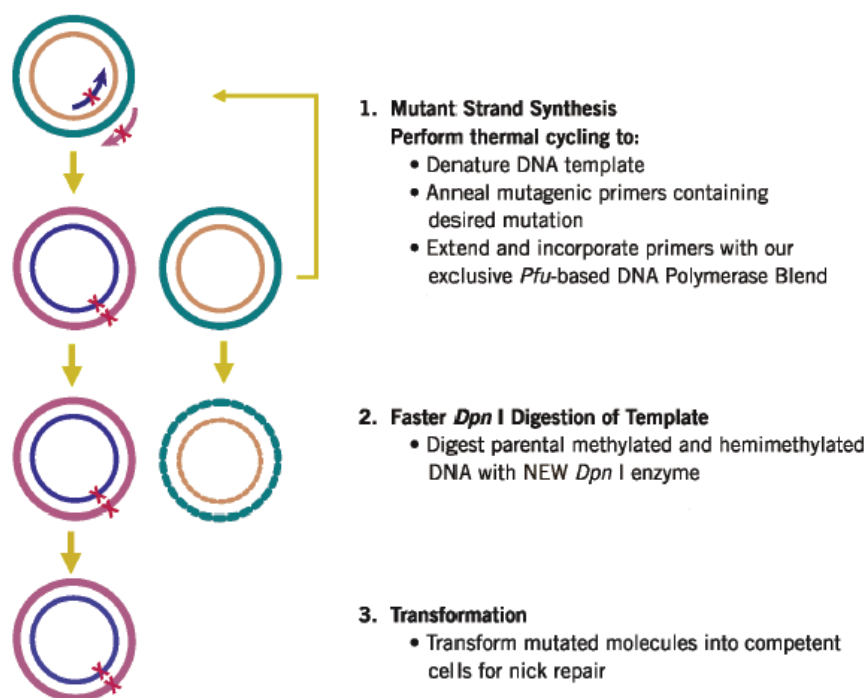 1. Mutant Strand Synthesis
Perform thermal cycling to:
• Denature DNA template
• Anneal mutagenic primers containing
desired mutation
• Extend and incorporate primers with our
exclusive Pfu-based DNA Polymerase Blend
2. Faster Dpn I Digestion of Template
• Digest parental methylated and hemimethylated
DNA with NEW Dpn I enzyme
3. Transformation
• Transform mutated molecules into competent
cells for nick repair